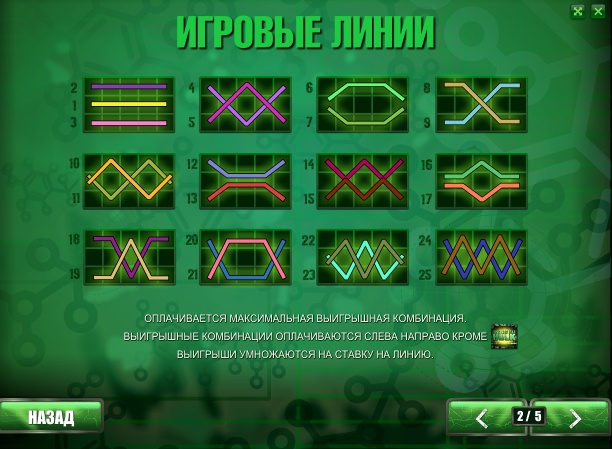 ИГРОВЫЕ ЛИНИИ
2 4 6 8
1
3 5 7 9
10 12 14 16
11 13 15 17
18 20 22 24
19 21 23 25
ОПЛАЧИВАЕТСЯ МАКСИМАЛЬНАЯ ВЫИГРЫШНАЯ КОМБИНАЦИЯ.
ВЫИГРЫШНЫЕ КОМБИНАЦИИ ОПЛАЧИВАЮТСЯ СЛЕВА НАПРАВО КРОМЕ
ВЫИГРЫШИ УМНОЖАЮТСЯ НА СТАВКУ НА ЛИНИЮ.
НАЗАД
2 / 5